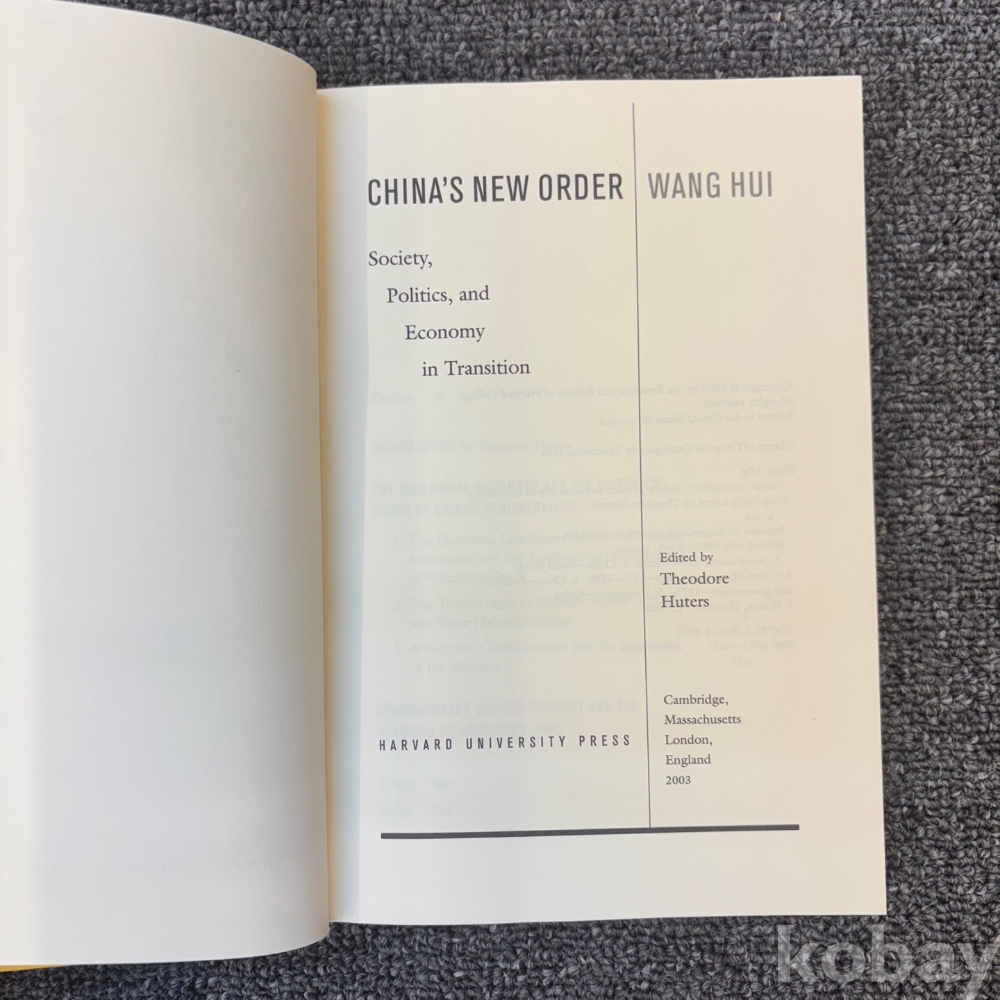 CHINA'S NEW ORDER
WANG HUI
Society,
Politics, and
Economy
in Transition
Edited by
Theodore
Huters
HARVARD UNIVERSITY PRESS
Cambridge,
Massachusetts
London,
England
2003
kobay